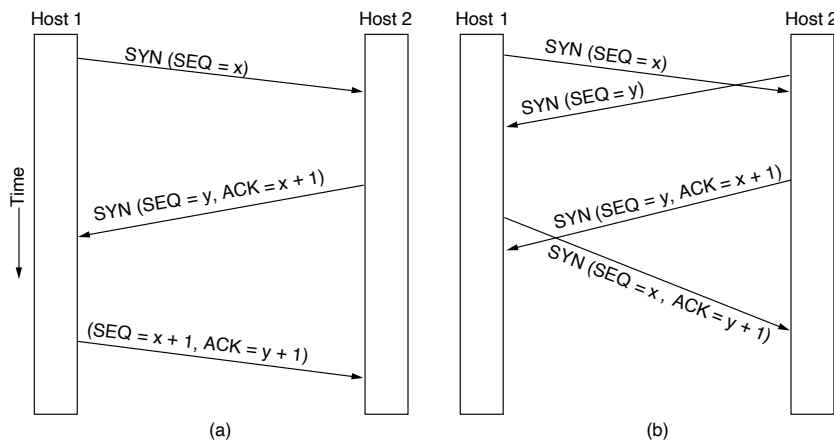 Host 1
Host 2
SYN (SEQ = x)
SYN (SEQ = y, ACK = x + 1)
(SEQ = x + 1, ACK = y + 1)
Time
(a)
Host 1
Host 2
SYN (SEQ = x)
SYN (SEQ = y)
SYN (SEQ = y, ACK = x + 1)
SYN (SEQ = x, ACK = y + 1)
(b)